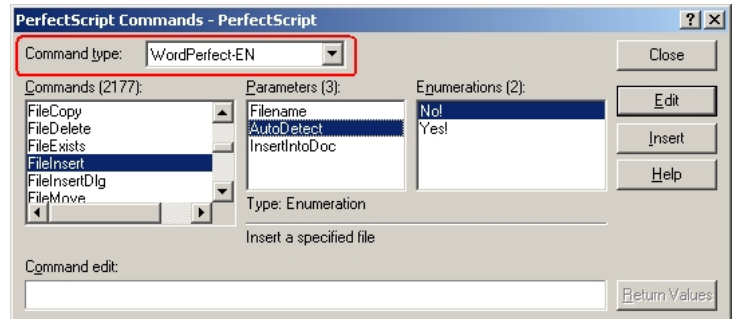 PerfectScript Commands - PerfectScript
Command type: WordPerfect-EN
Close
Commands (2177):
FileCopy
FileDelete
FileExists
FileInsert
FileInsertDlg
FileMove
Parameters (3):
Filename
AutoDetect
InsertIntoDoc
Type: Enumeration
Insert a specified file
Enumerations (2):
No!
Yes!
Edit
Insert
Help
Command edit:
Return Values